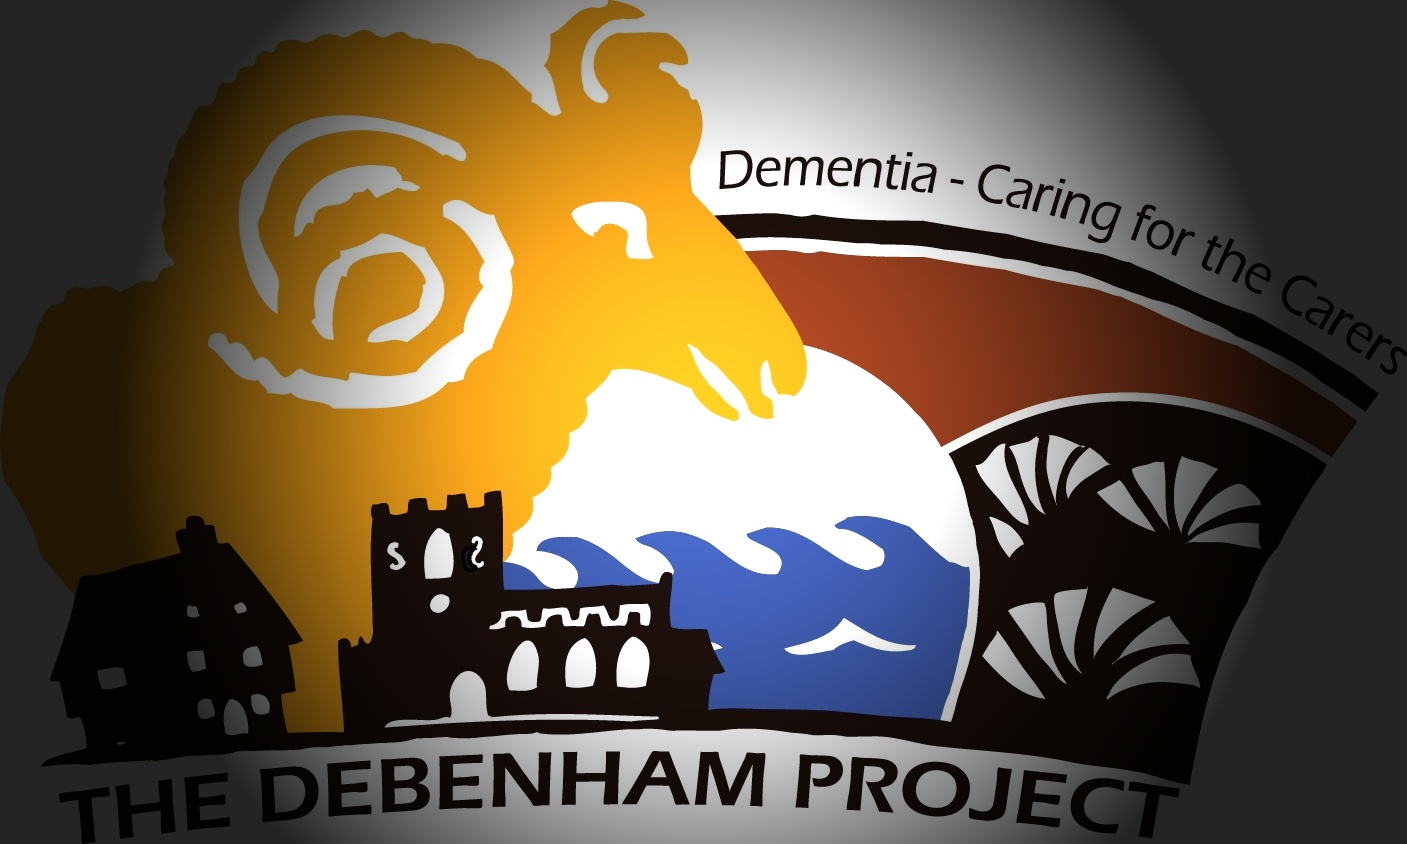 Dementia - Caring for the Carers
THE DEBENHAM PROJECT